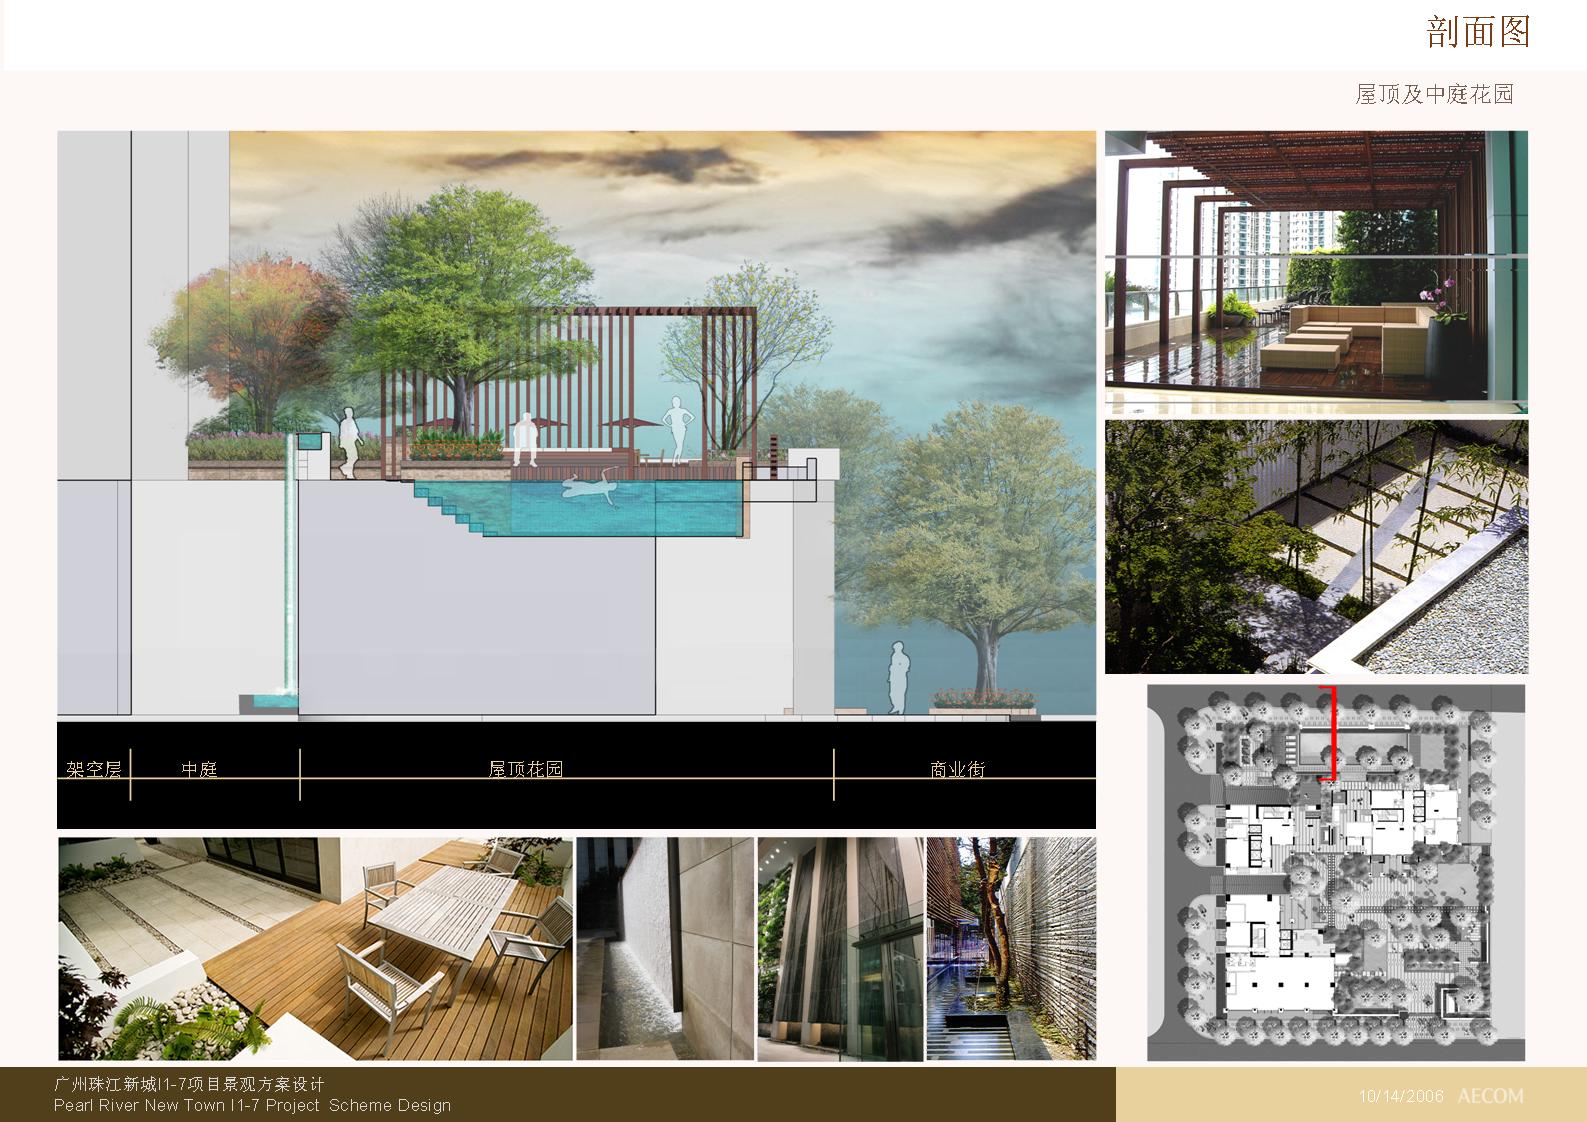 剖面图
屋顶及中庭花园
架空层
中庭
屋顶花园
商业街
广州珠江新城I1-7项目景观方案设计
Pearl River New Town I1-7 Project Scheme Design
10/14/2006 AECOM